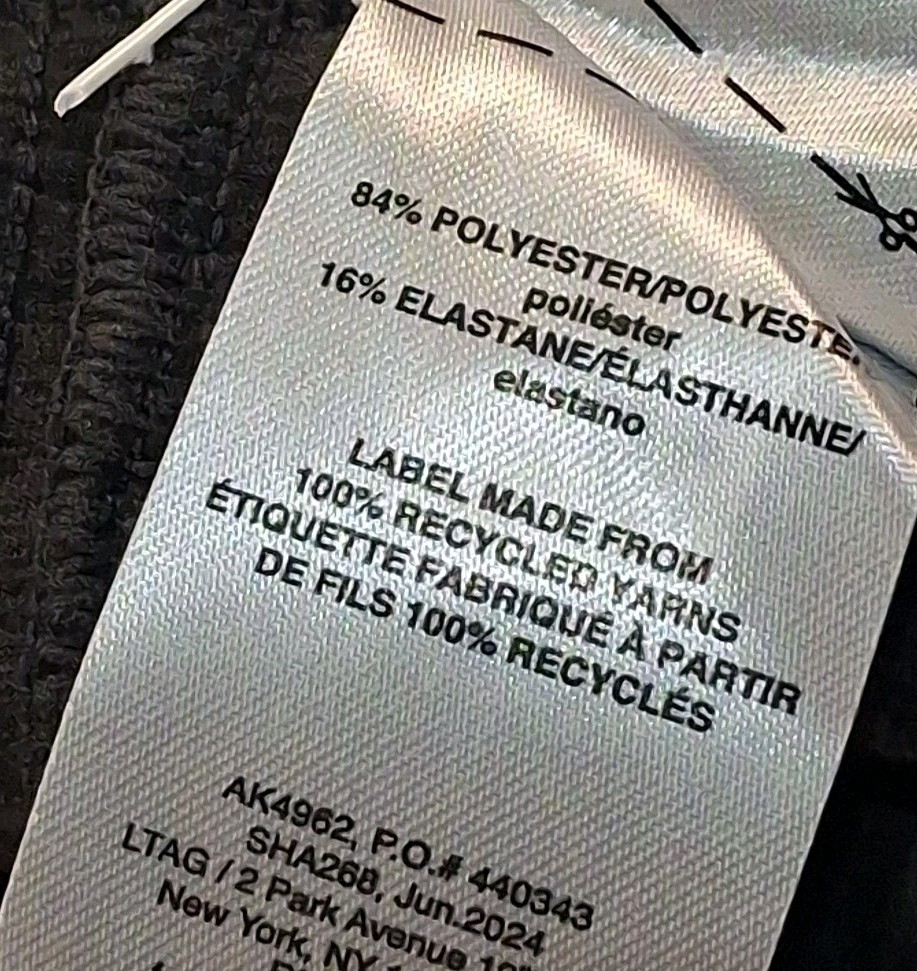 84% POLYESTER/POLYESTE
poliéster
16% ELASTANE/ÉLASTHANNE/
elastano
LABEL MADE FROM
100% RECYCLED YARNS
ÉTIQUETTE FABRIQUÉ À PARTIR
DE FILS 100% RECYCLÉS
AK4962, P.O.# 440343
SHA268, Jun.2024
LTAG / 2 Park Avenue
New York, NY